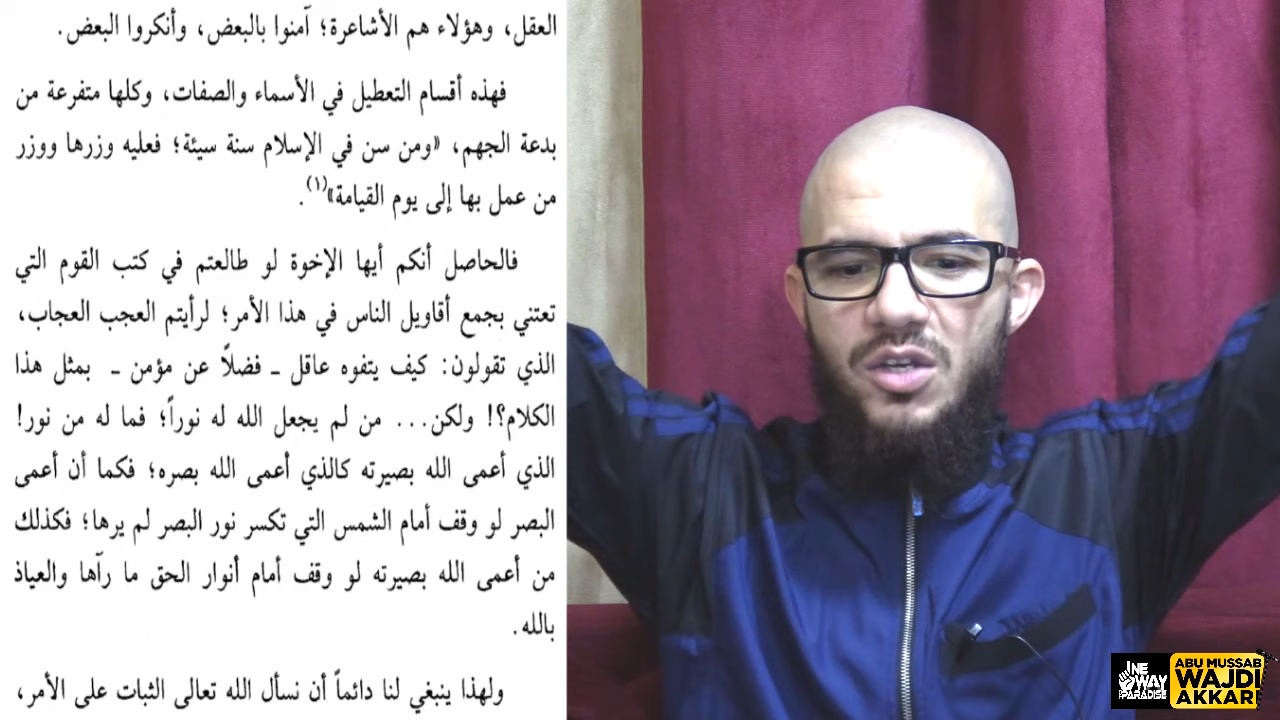 العقل، وهؤلاء هم الأشاعرة؛ آمنوا بالبعض، وأنكروا البعض.
فهذه أقسام التعطيل في الأسماء والصفات، وكلها متفرعة من
بدعة الجهم، «ومن سن في الإسلام سنة سيئة؛ فعليه وزرها ووزر
من عمل بها إلى يوم القيامة»(١).
فالحاصل أنكم أيها الإخوة لو طالعتم في كتب القوم التي
تعتني بجمع أقاويل الناس في هذا الأمر؛ لرأيتم العجب العجاب،
الذي تقولون: كيف يتفوه عاقل ـ فضلاً عن مؤمن ـ بمثل هذا
الكلام؟! ولكن... من لم يجعل الله له نوراً؛ فما له من نور!
الذي أعمى الله بصيرته كالذي أعمى الله بصره؛ فكما أن أعمى
البصر لو وقف أمام الشمس التي تكسر نور البصر لم يرها؛ فكذلك
من أعمى الله بصيرته لو وقف أمام أنوار الحق ما رآها والعياذ
بالله.
ولهذا ينبغي لنا دائماً أن نسأل الله تعالى الثبات على الأمر،
ONE
WAY
TO PARADISE
ABU MUSSAB
WAJDI
AKKARI